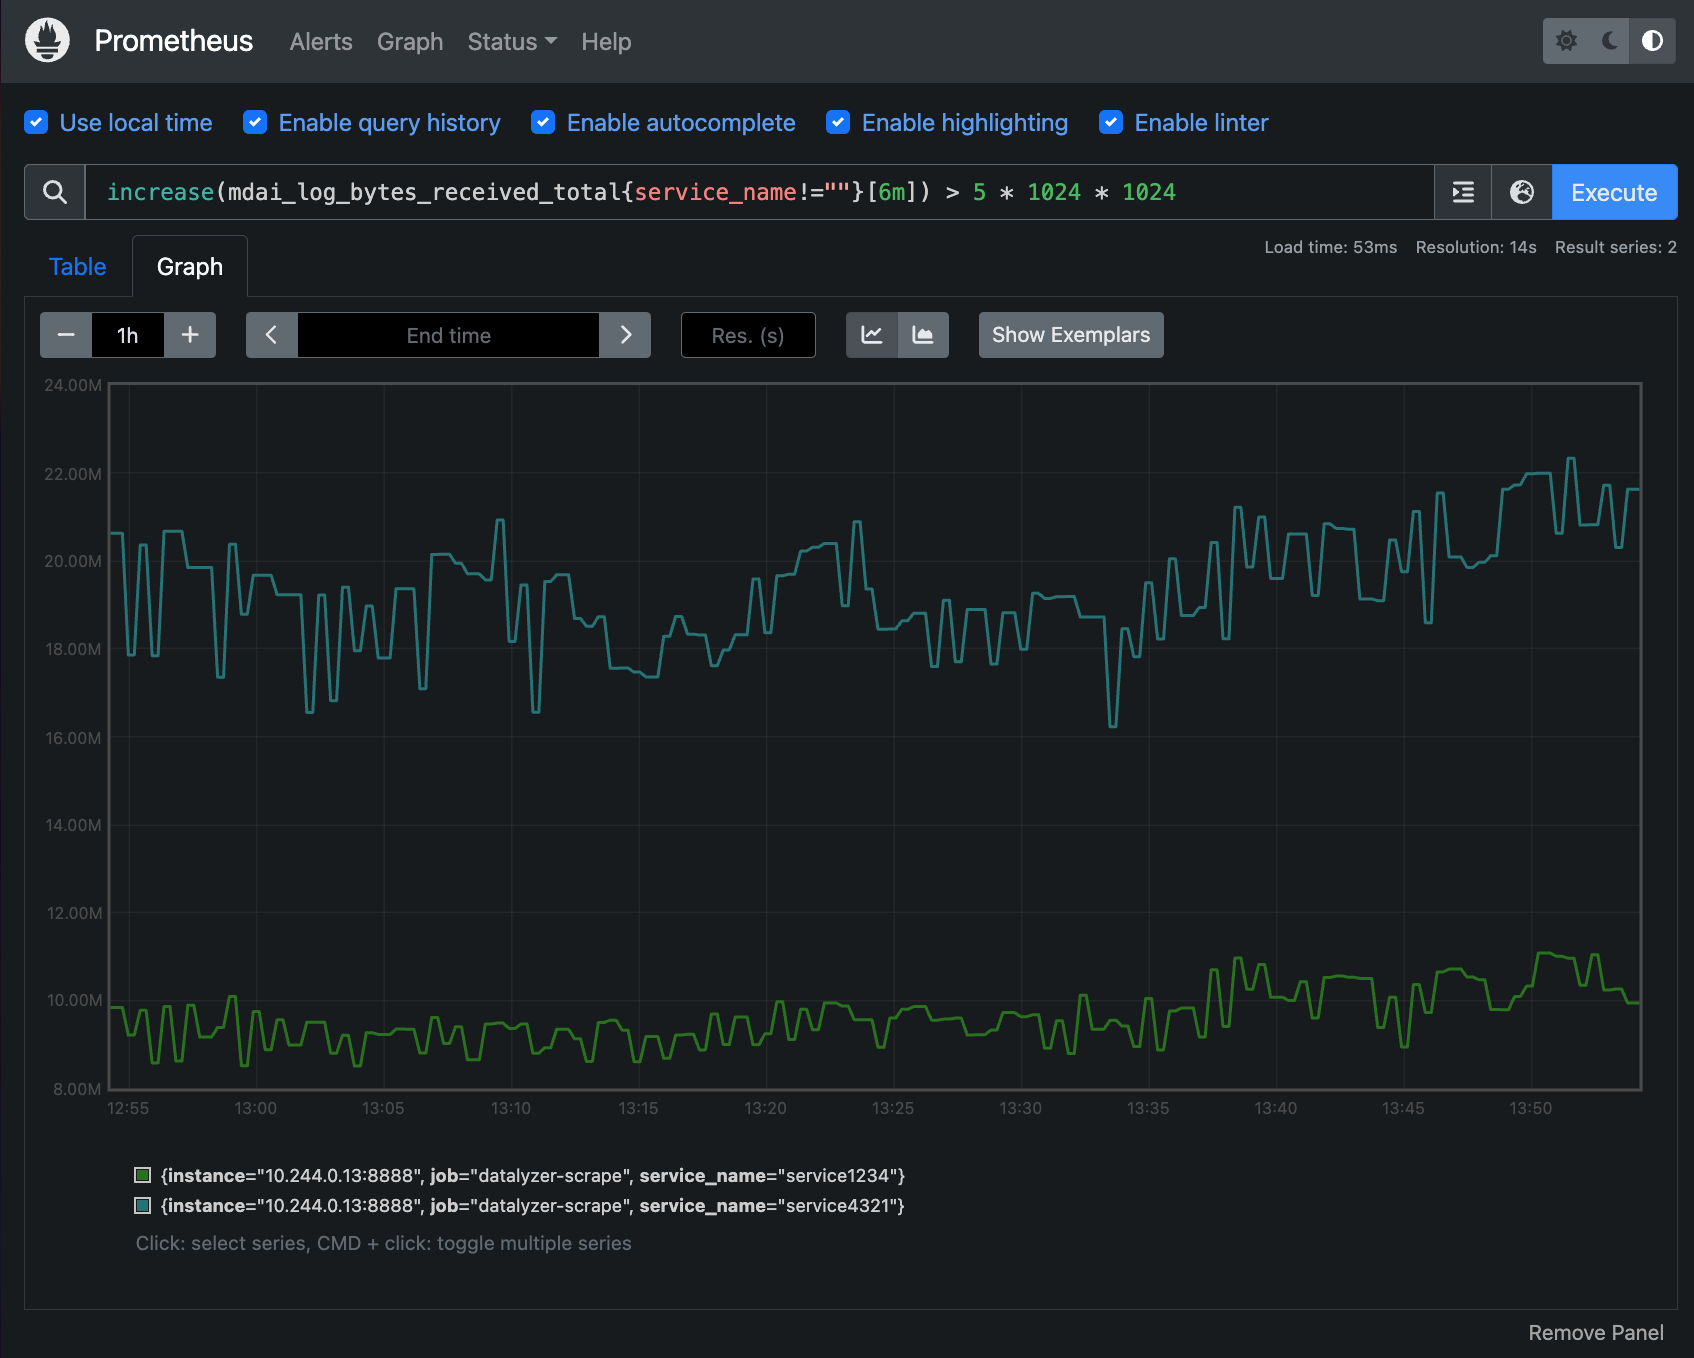 Prometheus Alerts Graph Status Help
Use local time Enable query history Enable autocomplete Enable highlighting Enable linter
increase(mdai_log_bytes_received_total{service_name!=""}[6m]) > 5 * 1024 * 1024 Execute
Load time: 53ms Resolution: 14s Result series: 2
Table Graph
1h End time Res. (s) Show Exemplars
24.00M
22.00M
20.00M
18.00M
16.00M
14.00M
12.00M
10.00M
8.00M
12:55 13:00 13:05 13:10 13:15 13:20 13:25 13:30 13:35 13:40 13:45 13:50
{instance="10.244.0.13:8888", job="datalyzer-scrape", service_name="service1234"}
{instance="10.244.0.13:8888", job="datalyzer-scrape", service_name="service4321"}
Click: select series, CMD + click: toggle multiple series
Remove Panel